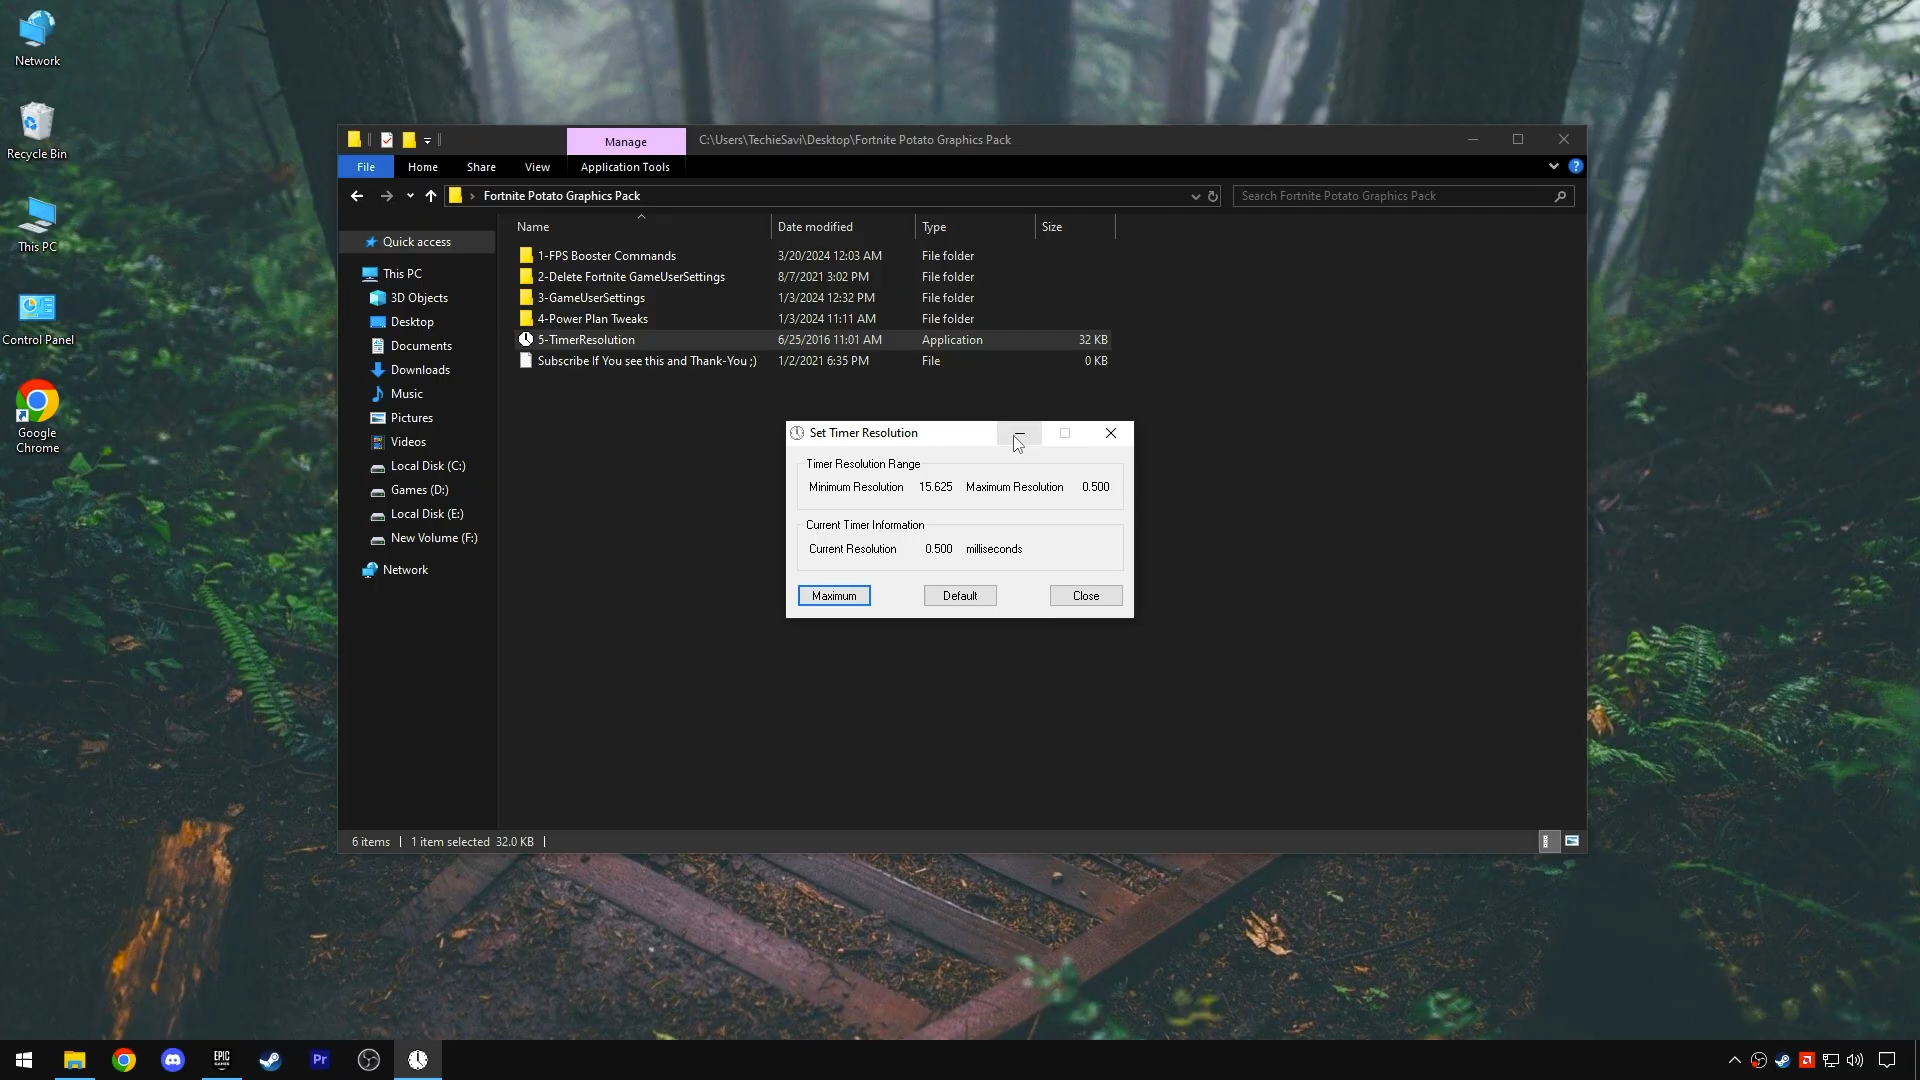 Network
Recycle Bin
This PC
Control Panel
Google
Chrome
Manage
C:\Users\TechieSavi\Desktop\Fortnite Potato Graphics Pack
File Home Share View Application Tools
?
Fortnite Potato Graphics Pack
Search Fortnite Potato Graphics Pack
Quick access
This PC
3D Objects
Desktop
Documents
Downloads
Music
Pictures
Videos
Local Disk (C:)
Games (D:)
Local Disk (E:)
New Volume (F:)
Network
Name Date modified Type Size
1-FPS Booster Commands 3/20/2024 12:03 AM File folder
2-Delete Fortnite GameUserSettings 8/7/2021 3:02 PM File folder
3-GameUserSettings 1/3/2024 12:32 PM File folder
4-Power Plan Tweaks 1/3/2024 11:11 AM File folder
5-TimerResolution 6/25/2016 11:01 AM Application 32 KB
Subscribe If You see this and Thank-You ;) 1/2/2021 6:35 PM File 0 KB
Set Timer Resolution
Timer Resolution Range
Minimum Resolution 15.625 Maximum Resolution 0.500
Current Timer Information
Current Resolution 0.500 milliseconds
Maximum Default Close
6 items 1 item selected 32.0 KB
EPIC
GAMES
Pr